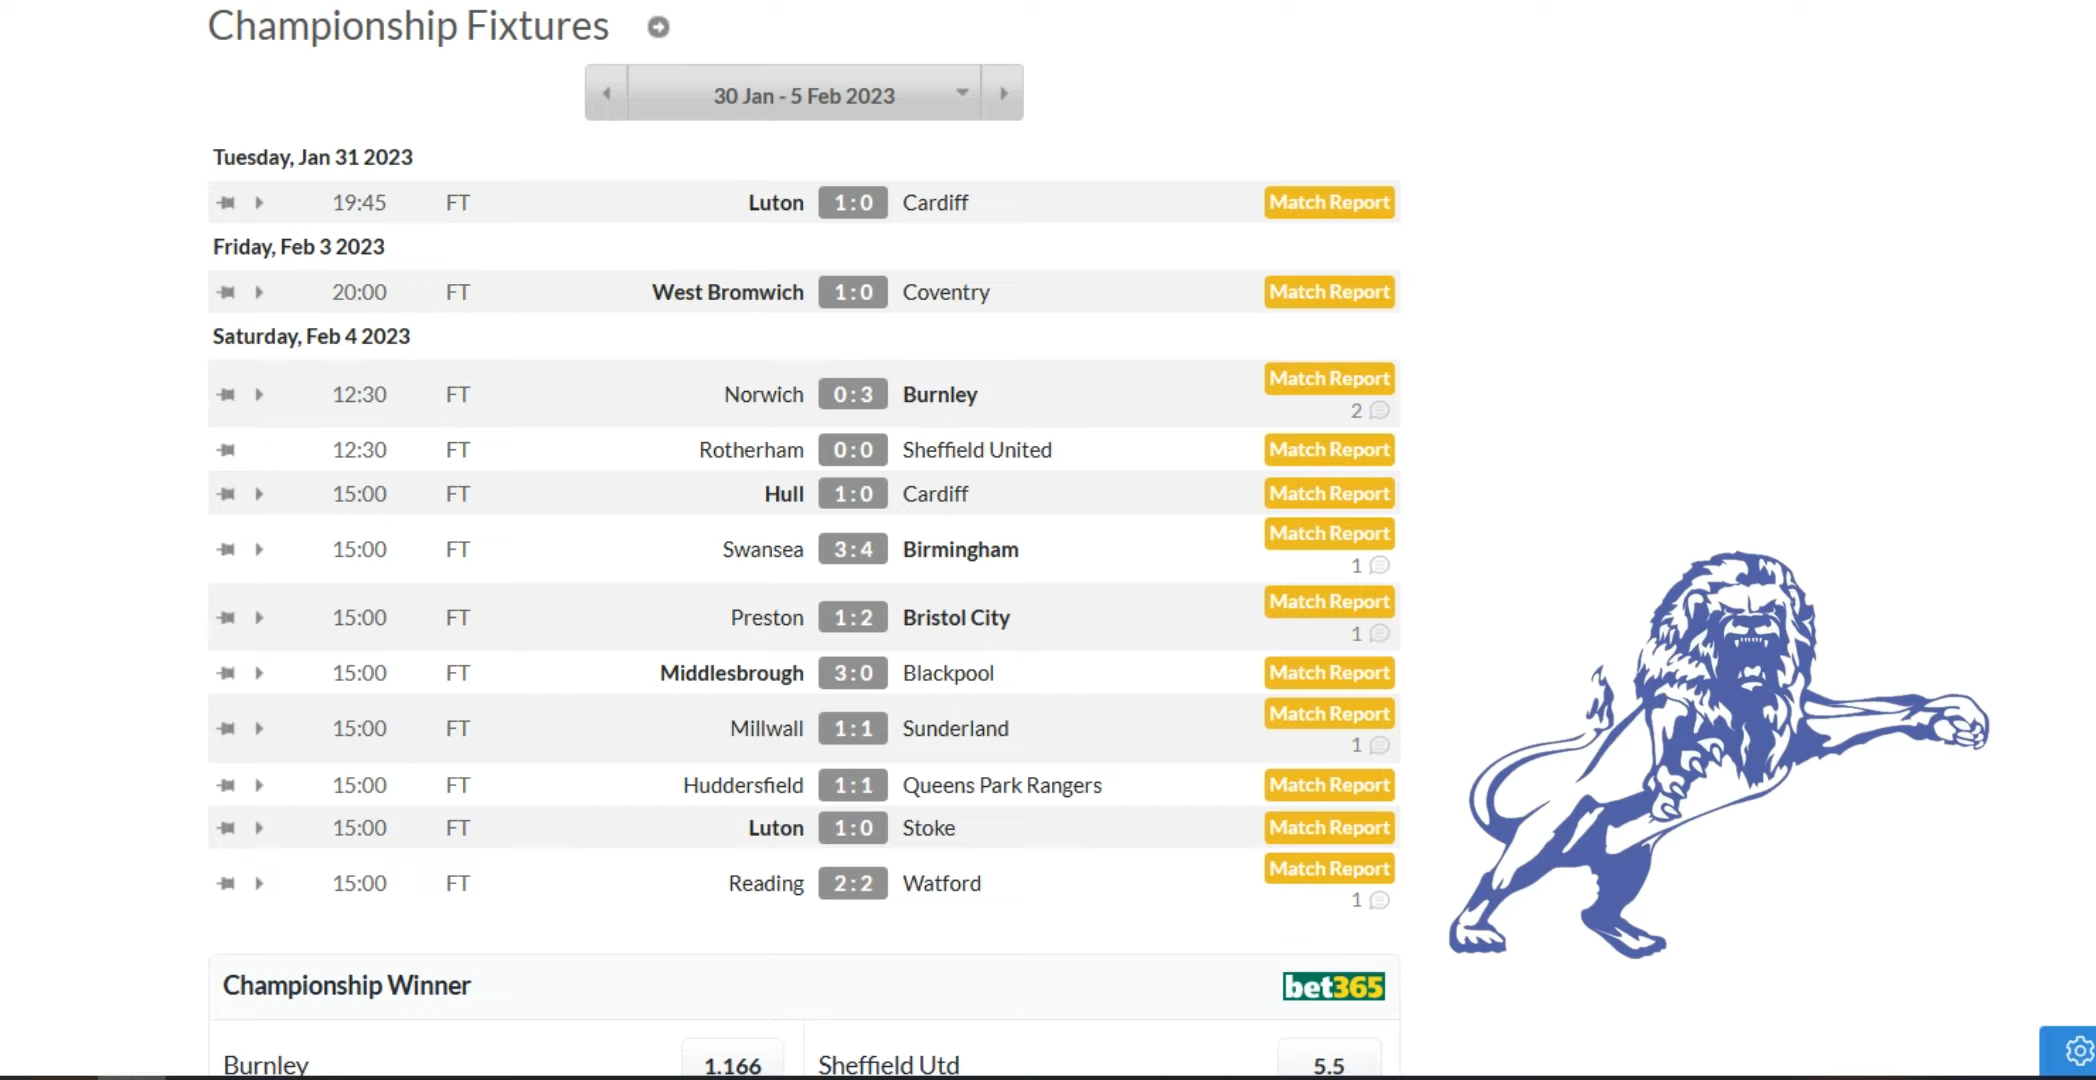 Championship Fixtures
30 Jan - 5 Feb 2023
Tuesday, Jan 31 2023
19:45 FT Luton 1:0 Cardiff Match Report
Friday, Feb 3 2023
20:00 FT West Bromwich 1:0 Coventry Match Report
Saturday, Feb 4 2023
12:30 FT Norwich 0:3 Burnley Match Report
2
12:30 FT Rotherham 0:0 Sheffield United Match Report
15:00 FT Hull 1:0 Cardiff Match Report
15:00 FT Swansea 3:4 Birmingham Match Report
1
15:00 FT Preston 1:2 Bristol City Match Report
1
15:00 FT Middlesbrough 3:0 Blackpool Match Report
15:00 FT Millwall 1:1 Sunderland Match Report
1
15:00 FT Huddersfield 1:1 Queens Park Rangers Match Report
15:00 FT Luton 1:0 Stoke Match Report
15:00 FT Reading 2:2 Watford Match Report
1
Championship Winner bet365
Burnley 1.166 Sheffield Utd 5.5